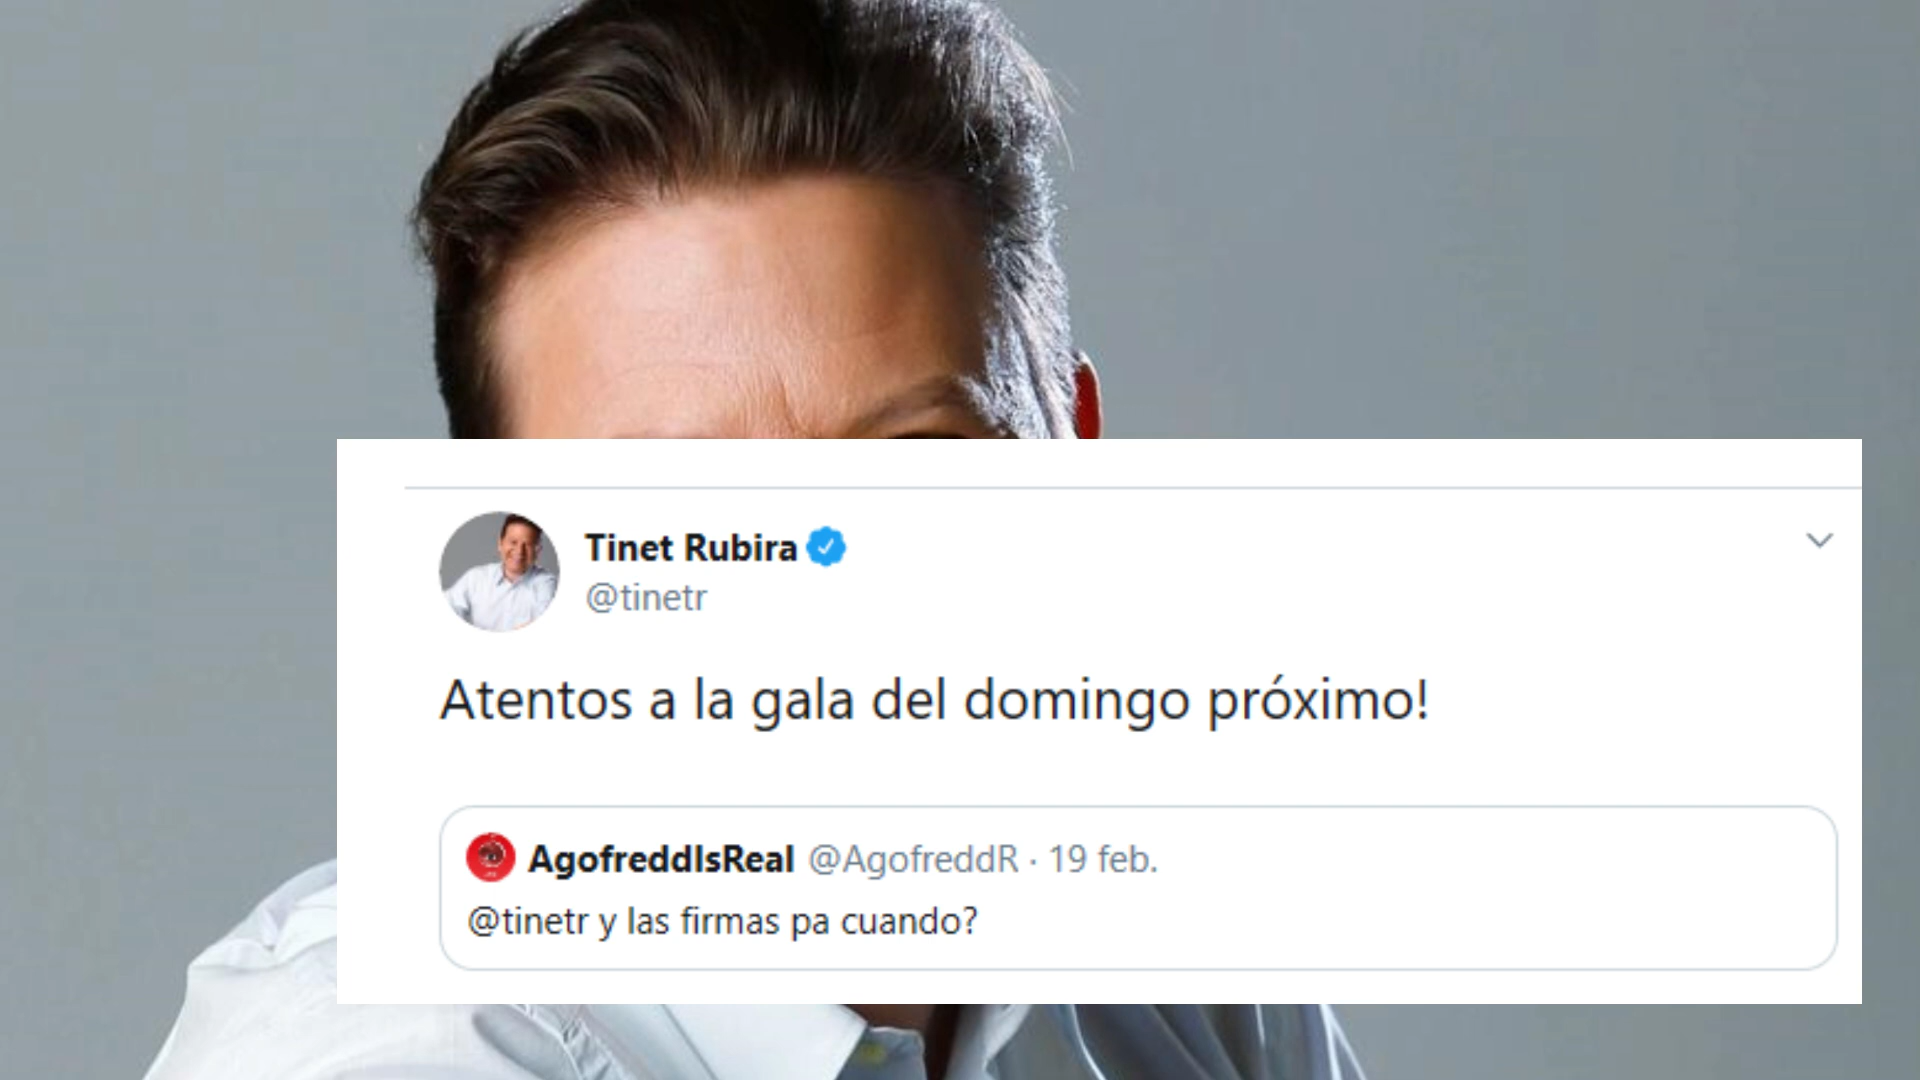 Tinet Rubira
@tinetr
Atentos a la gala del domingo próximo!
AgofreddIsReal @AgofreddR · 19 feb.
@tinetr y las firmas pa cuando?